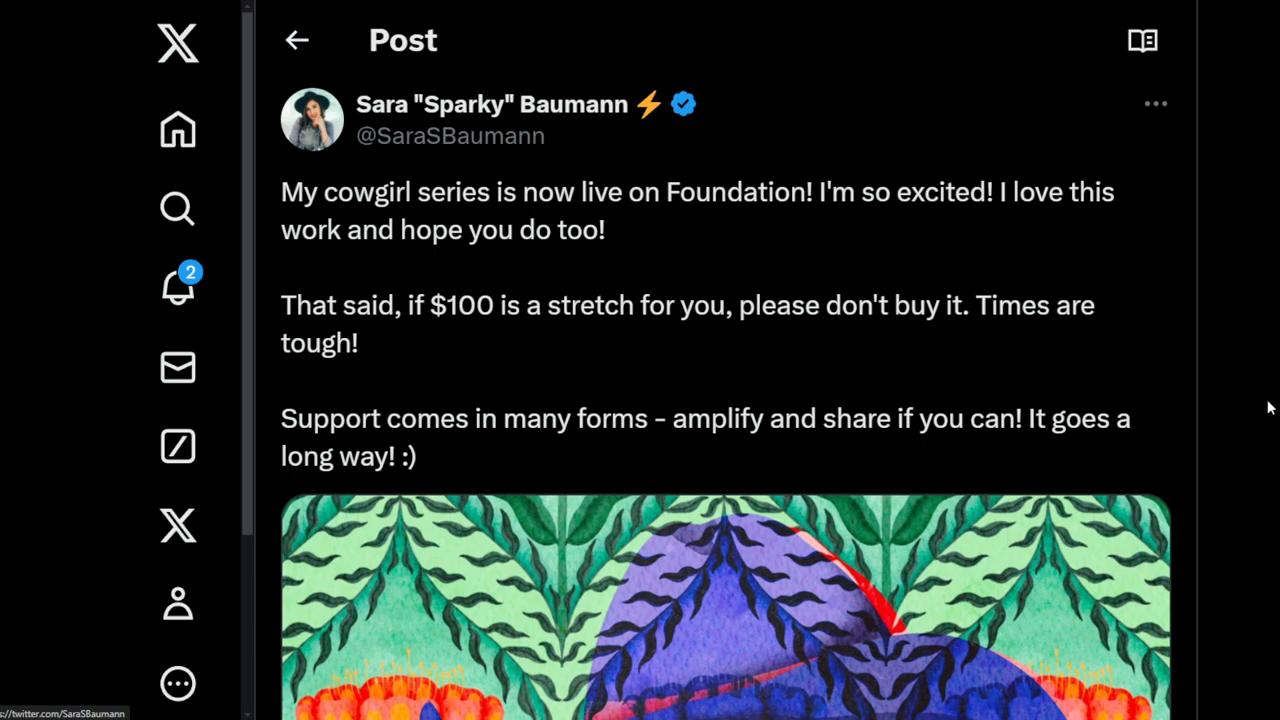 Post
Sara "Sparky" Baumann ⚡
@SaraSBaumann
My cowgirl series is now live on Foundation! I'm so excited! I love this
work and hope you do too!
That said, if $100 is a stretch for you, please don't buy it. Times are
tough!
Support comes in many forms - amplify and share if you can! It goes a
long way! :)
2
s://twitter.com/SaraSBaumann